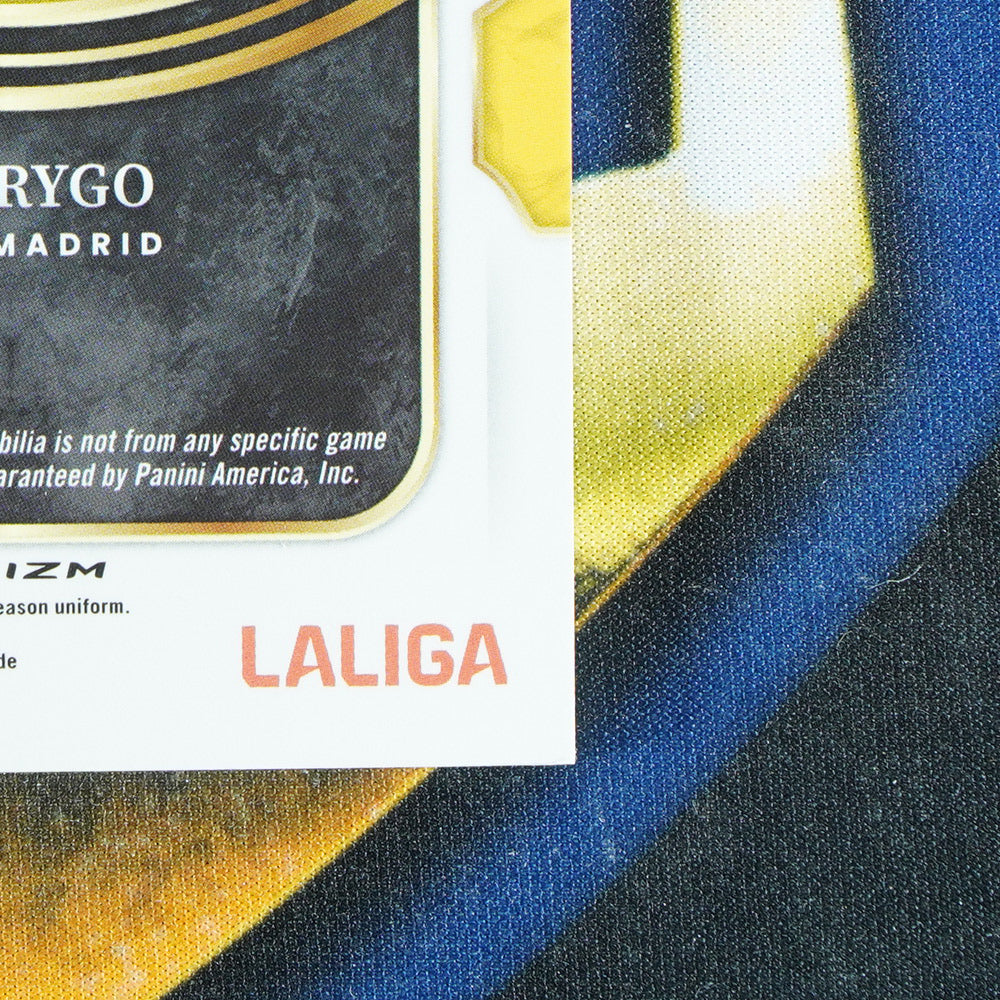 RYGO
MADRID
bilia is not from any specific game
aranteed by Panini America, Inc.
IZM
eason uniform.
de
LALIGA